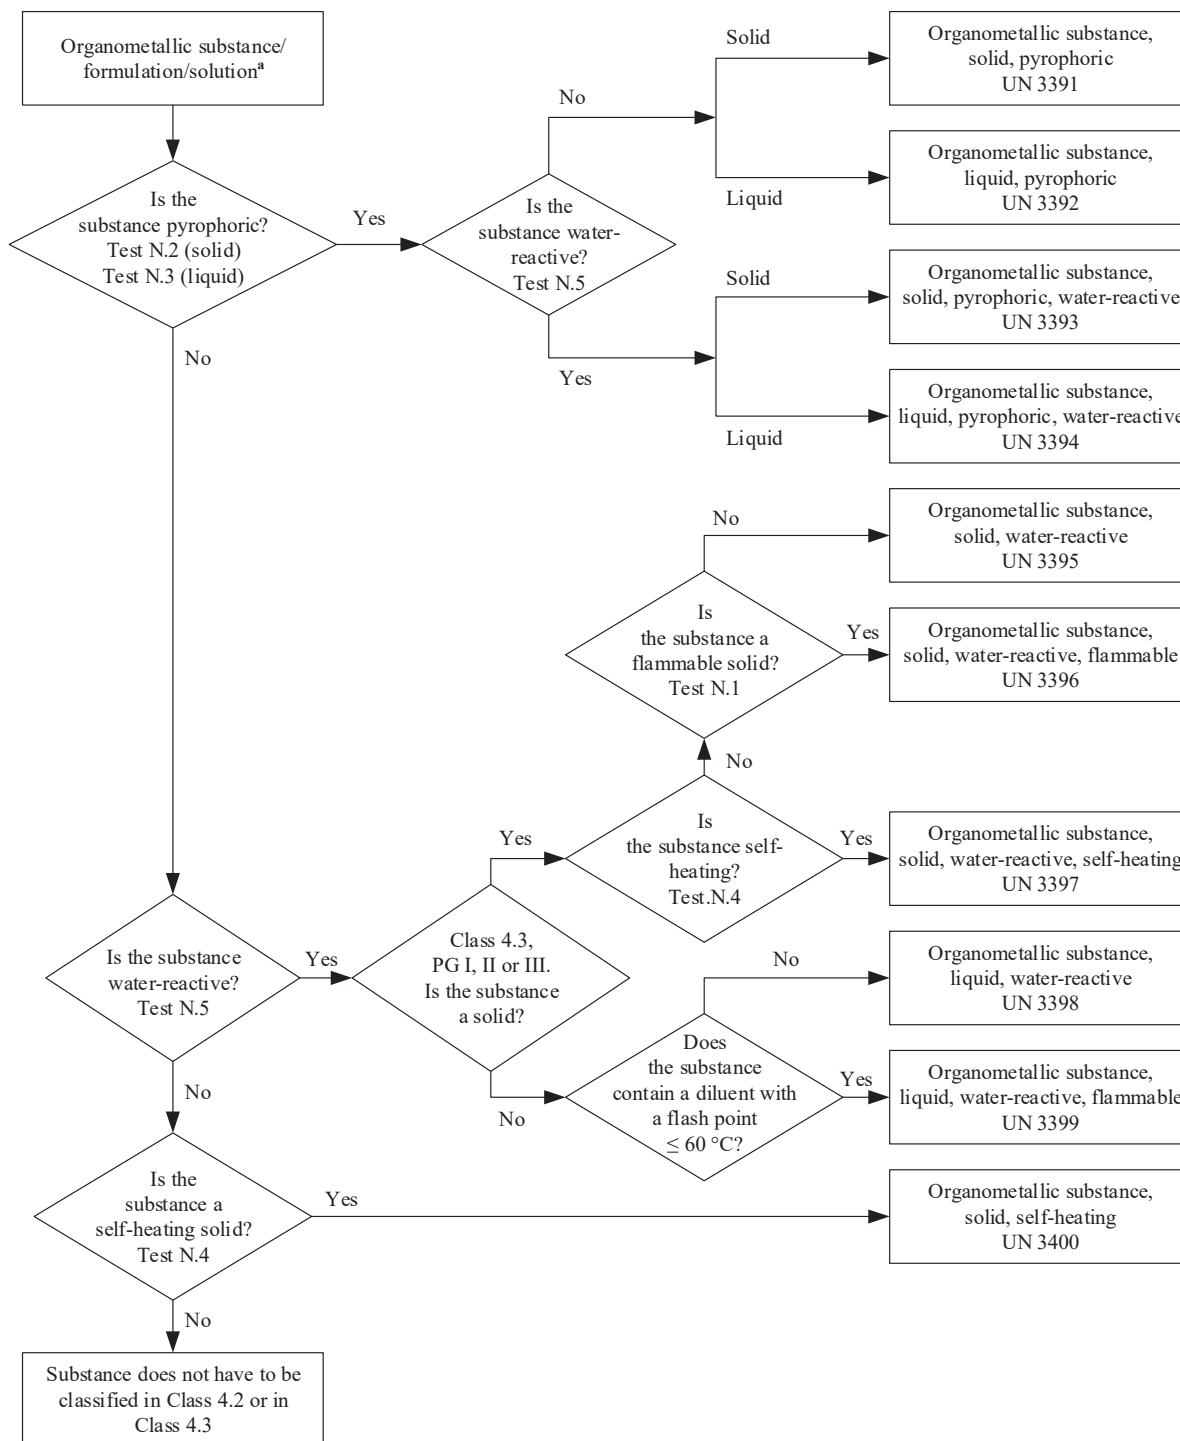 Organometallic substance/
formulation/solutionᵃ
Is the
substance pyrophoric?
Test N.2 (solid)
Test N.3 (liquid)
Yes
No
Is the
substance water-
reactive?
Test N.5
No
Yes
Solid
Liquid
Solid
Liquid
Organometallic substance,
solid, pyrophoric
UN 3391
Organometallic substance,
liquid, pyrophoric
UN 3392
Organometallic substance,
solid, pyrophoric, water-reactive
UN 3393
Organometallic substance,
liquid, pyrophoric, water-reactive
UN 3394
No
Organometallic substance,
solid, water-reactive
UN 3395
Is
the substance a
flammable solid?
Test N.1
Yes
Organometallic substance,
solid, water-reactive, flammable
UN 3396
No
Is
the substance self-
heating?
Test.N.4
Yes
Yes
Organometallic substance,
solid, water-reactive, self-heating
UN 3397
Is the substance
water-reactive?
Test N.5
Yes
Class 4.3,
PG I, II or III.
Is the substance
a solid?
No
Organometallic substance,
liquid, water-reactive
UN 3398
No
No
Does
the substance
contain a diluent with
a flash point
≤ 60 °C?
Yes
Organometallic substance,
liquid, water-reactive, flammable
UN 3399
Is the
substance a
self-heating solid?
Test N.4
Yes
Organometallic substance,
solid, self-heating
UN 3400
No
Substance does not have to be
classified in Class 4.2 or in
Class 4.3